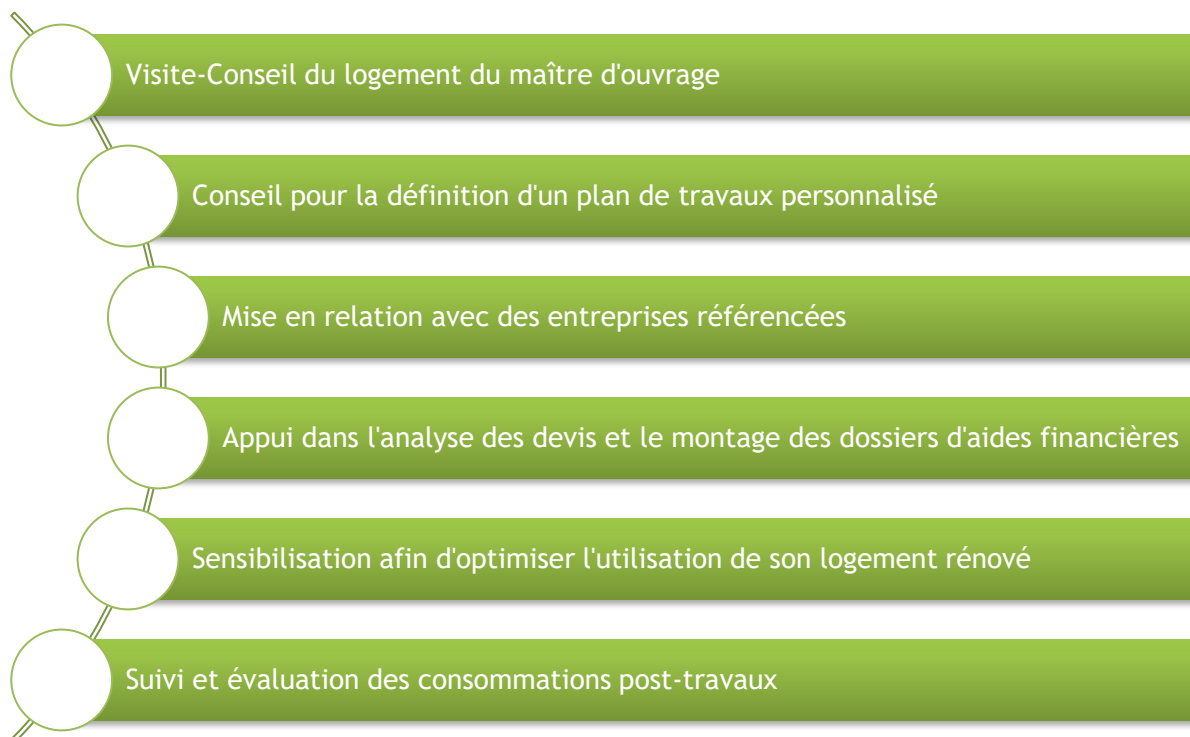 Visite-Conseil du logement du maître d'ouvrage
Conseil pour la définition d'un plan de travaux personnalisé
Mise en relation avec des entreprises référencées
Appui dans l'analyse des devis et le montage des dossiers d'aides financières
Sensibilisation afin d'optimiser l'utilisation de son logement rénové
Suivi et évaluation des consommations post-travaux